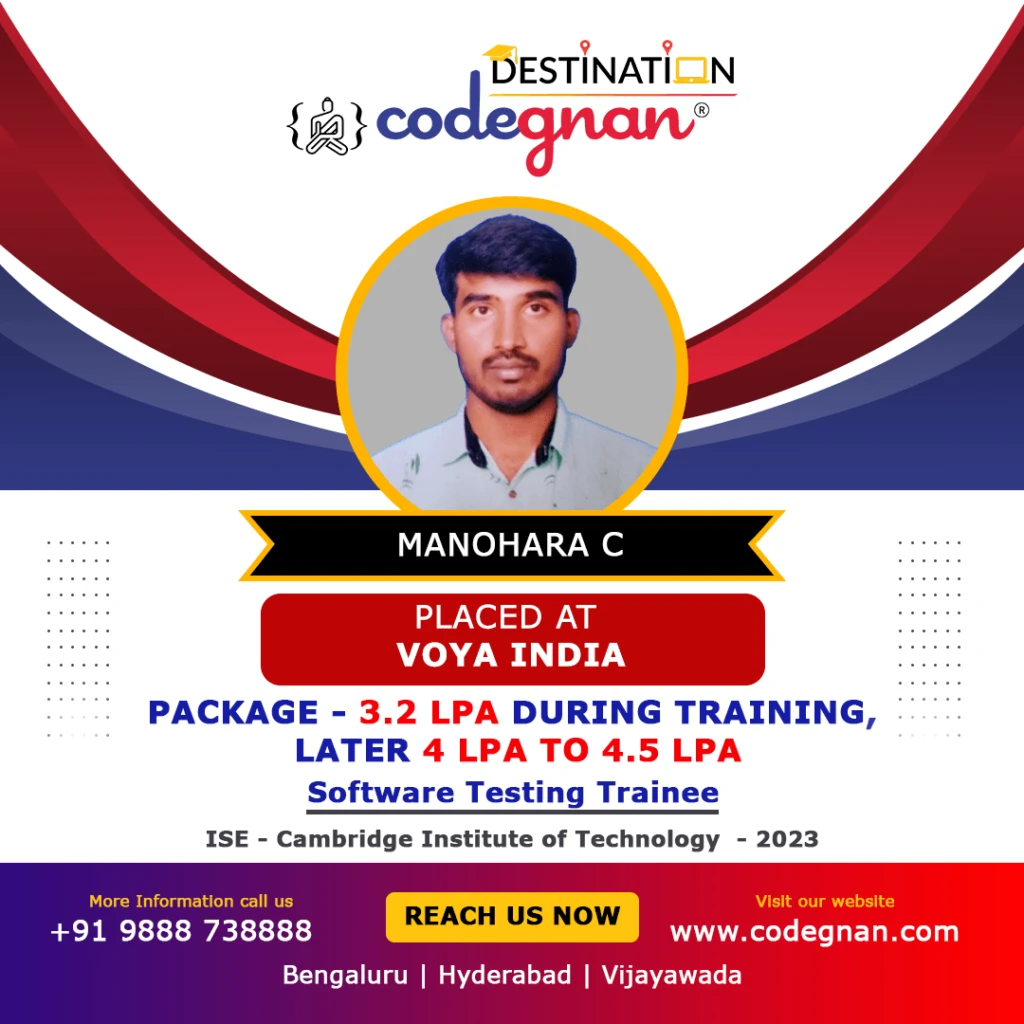 DESTINATION
codegnan®
MANOHARA C
PLACED AT
VOYA INDIA
PACKAGE - 3.2 LPA DURING TRAINING,
LATER 4 LPA TO 4.5 LPA
Software Testing Trainee
ISE - Cambridge Institute of Technology - 2023
More Information call us
+91 9888 738888
REACH US NOW
Visit our website
www.codegnan.com
Bengaluru | Hyderabad | Vijayawada